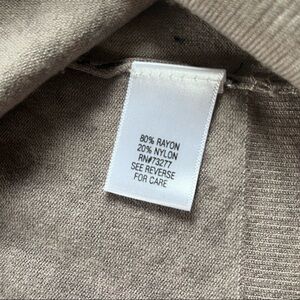 80% RAYON
20% NYLON
RN#73277
SEE REVERSE
FOR CARE